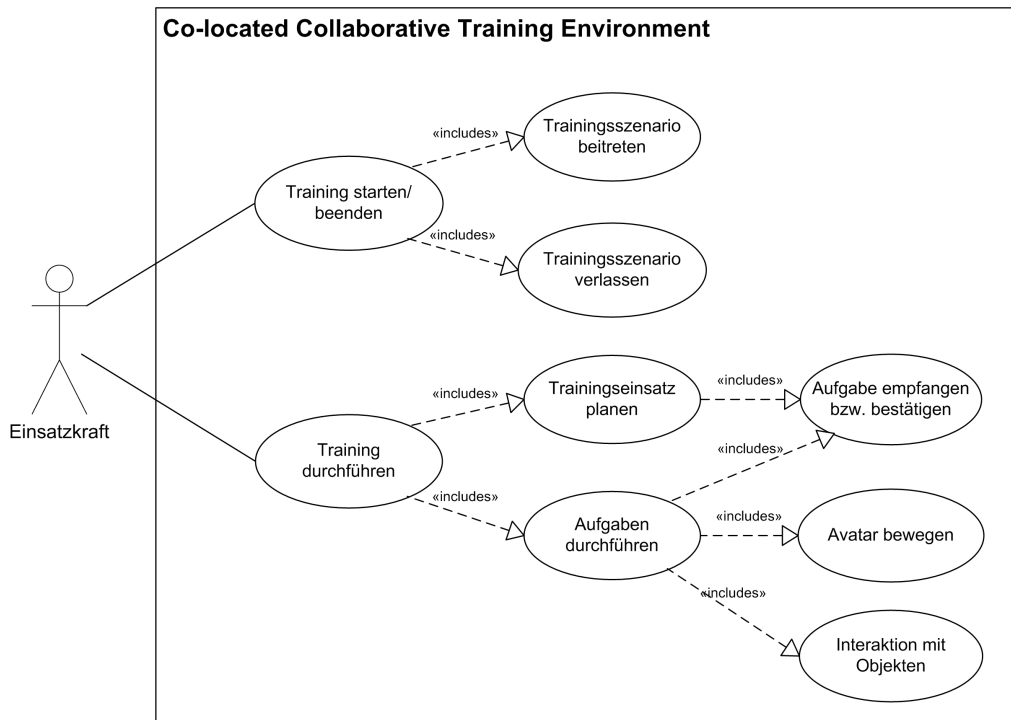 Co-located Collaborative Training Environment
«includes»
Trainingsszenario
beitreten
Training starten/
beenden
«includes»
Trainingsszenario
verlassen
Einsatzkraft
«includes»
Trainingseinsatz
planen
«includes»
Aufgabe empfangen
bzw. bestätigen
Training
durchführen
«includes»
«includes»
Aufgaben
durchführen
«includes»
Avatar bewegen
«includes»
Interaktion mit
Objekten